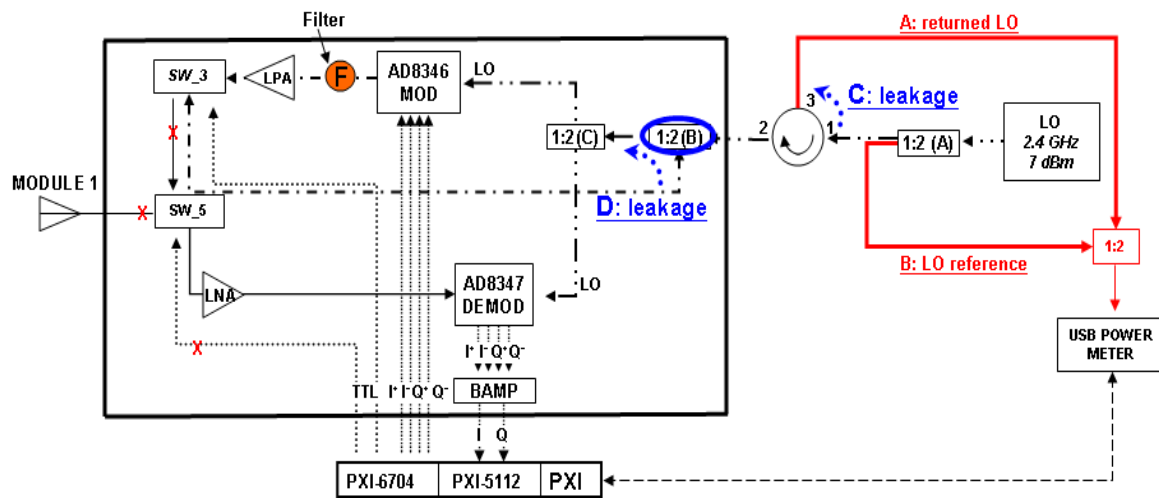 Filter
A: returned LO
SW_3
LPA
F
AD8346
MOD
LO
3
C: leakage
2
1
LO
2.4 GHz
7 dBm
1:2 (C)
1:2 (B)
1:2 (A)
X
MODULE 1
X
SW_5
D: leakage
1:2
B: LO reference
LNA
AD8347
DEMOD
LO
X
USB POWER
METER
I+ I- Q+ Q-
TTL
I+ I- Q+ Q-
BAMP
I
Q
PXI-6704
PXI-5112
PXI